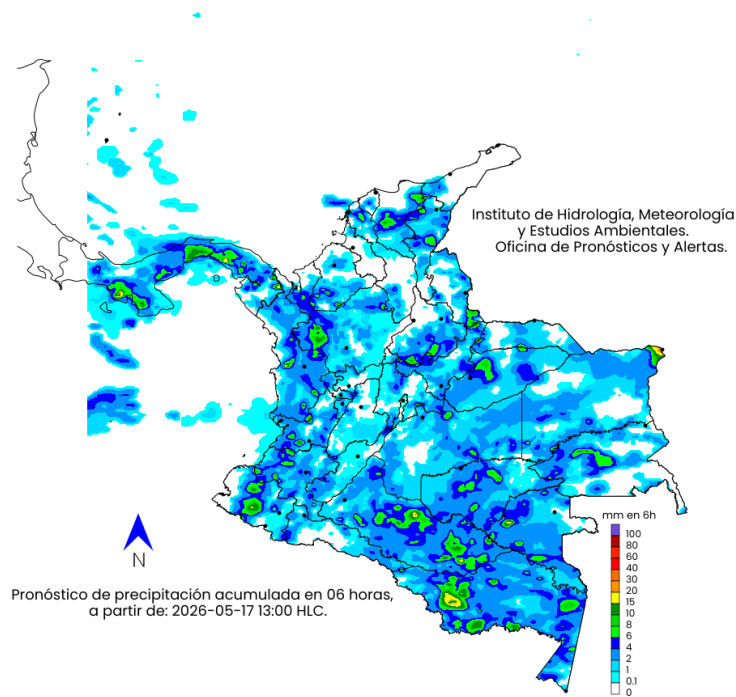 Instituto de Hidrología, Meteorología
y Estudios Ambientales.
Oficina de Pronósticos y Alertas.
N
Pronóstico de precipitación acumulada en 06 horas,
a partir de: 2026-05-17 13:00 HLC.
mm en 6h
100
80
60
40
30
20
15
10
8
6
4
2
1
0.1
0